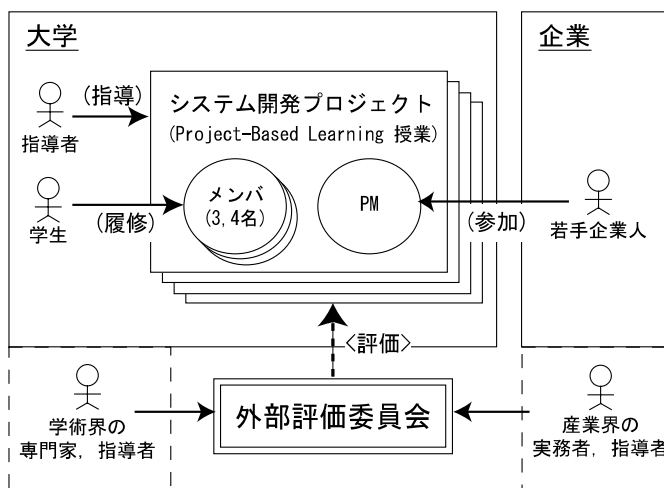 大学
企業
(指導)
指導者
システム開発プロジェクト
(Project-Based Learning 授業)
学生
(履修)
メンバ
(3,4名)
PM
(参加)
若手企業人
<評価>
学術界の
専門家, 指導者
外部評価委員会
産業界の
実務者, 指導者